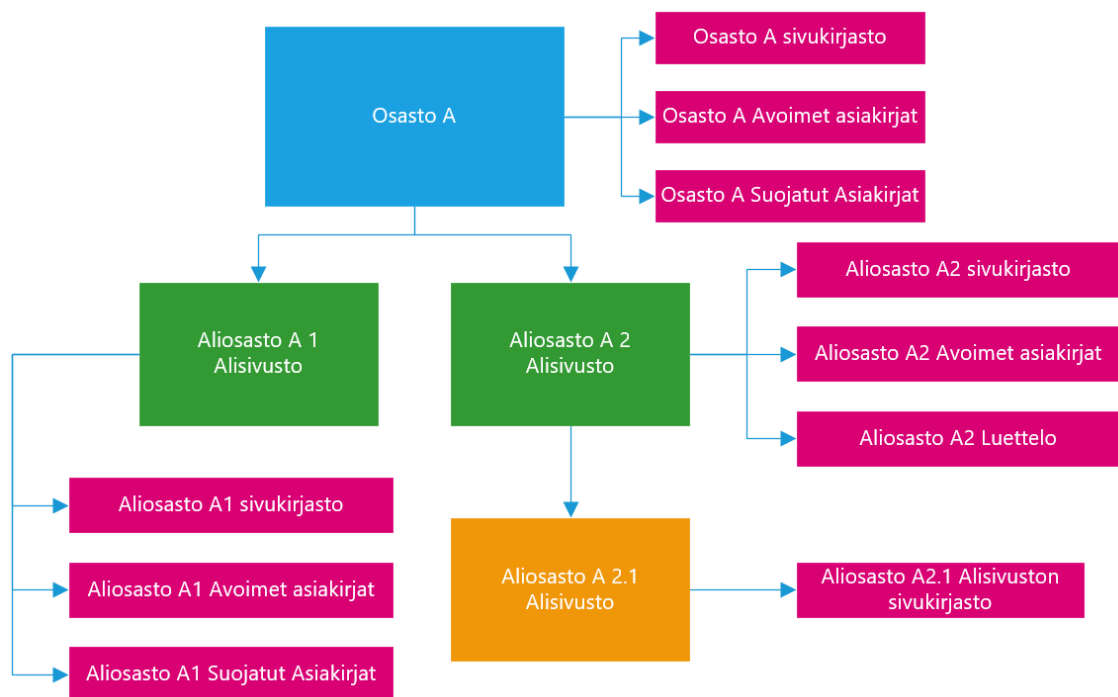 Osasto A
Osasto A sivukirjasto
Osasto A Avoimet asiakirjat
Osasto A Suojatut Asiakirjat
Aliosasto A 1
Alisivusto
Aliosasto A 2
Alisivusto
Aliosasto A2 sivukirjasto
Aliosasto A2 Avoimet asiakirjat
Aliosasto A2 Luettelo
Aliosasto A1 sivukirjasto
Aliosasto A1 Avoimet asiakirjat
Aliosasto A1 Suojatut Asiakirjat
Aliosasto A 2.1
Alisivusto
Aliosasto A2.1 Alisivuston
sivukirjasto